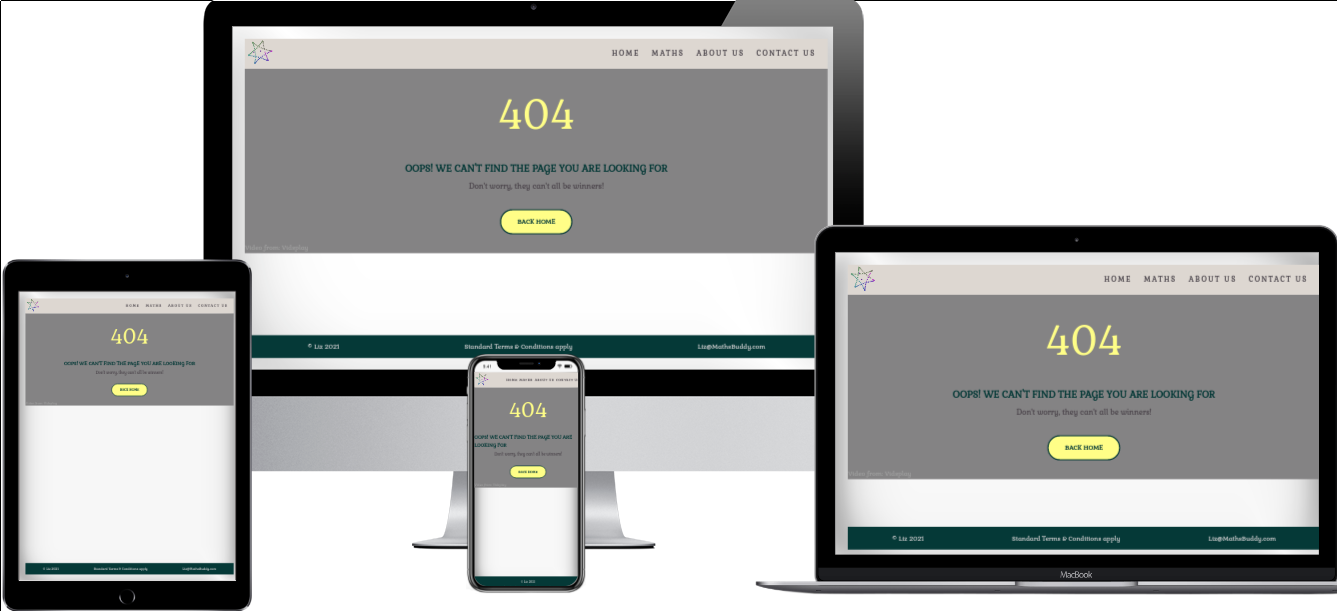 HOME MATHS ABOUT US CONTACT US
404
OOPS! WE CAN'T FIND THE PAGE YOU ARE LOOKING FOR
Don't worry, they can't all be winners!
BACK HOME
Video from Videplay
© Liz 2021 Standard Terms & Conditions apply Liz@MathsBuddy.com
HOME MATHS ABOUT US CONTACT US
404
OOPS! WE CAN'T FIND THE PAGE YOU ARE LOOKING FOR
Don't worry, they can't all be winners!
BACK HOME
© Liz 2021 Standard Terms & Conditions apply Liz@MathsBuddy.com
9:41
HOME MATHS ABOUT US CONTACT US
404
OOPS! WE CAN'T FIND THE PAGE YOU ARE
LOOKING FOR
Don't worry, they can't all be winners!
BACK HOME
© Liz 2021
HOME MATHS ABOUT US CONTACT US
404
OOPS! WE CAN'T FIND THE PAGE YOU ARE LOOKING FOR
Don't worry, they can't all be winners!
BACK HOME
Video from Videplay
© Liz 2021 Standard Terms & Conditions apply Liz@MathsBuddy.com
MacBook